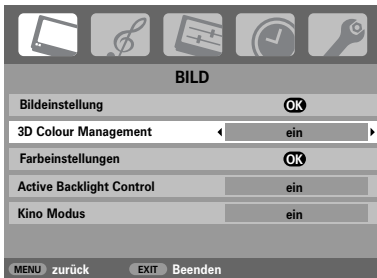 BILD
Bildeinstellung OK
3D Colour Management ein
Farbeinstellungen OK
Active Backlight Control ein
Kino Modus ein
MENU zurück EXIT Beenden